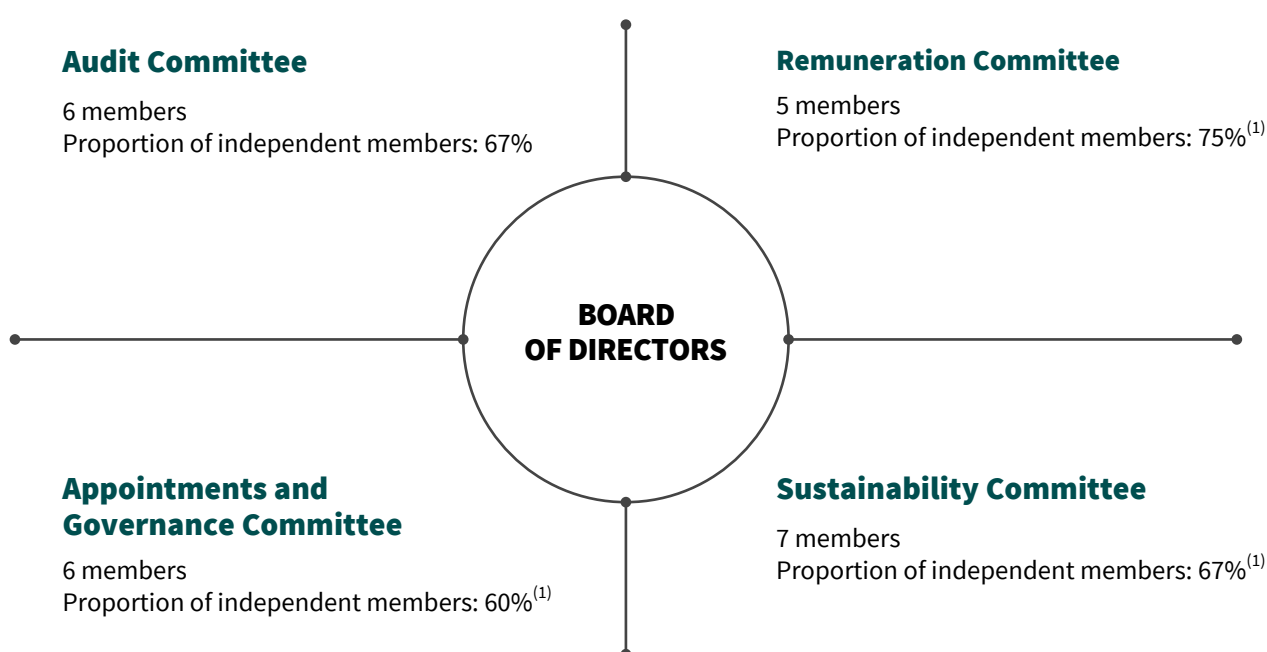 Audit Committee
6 members
Proportion of independent members: 67%
Remuneration Committee
5 members
Proportion of independent members: 75%(1)
BOARD
OF DIRECTORS
Appointments and
Governance Committee
6 members
Proportion of independent members: 60%(1)
Sustainability Committee
7 members
Proportion of independent members: 67%(1)